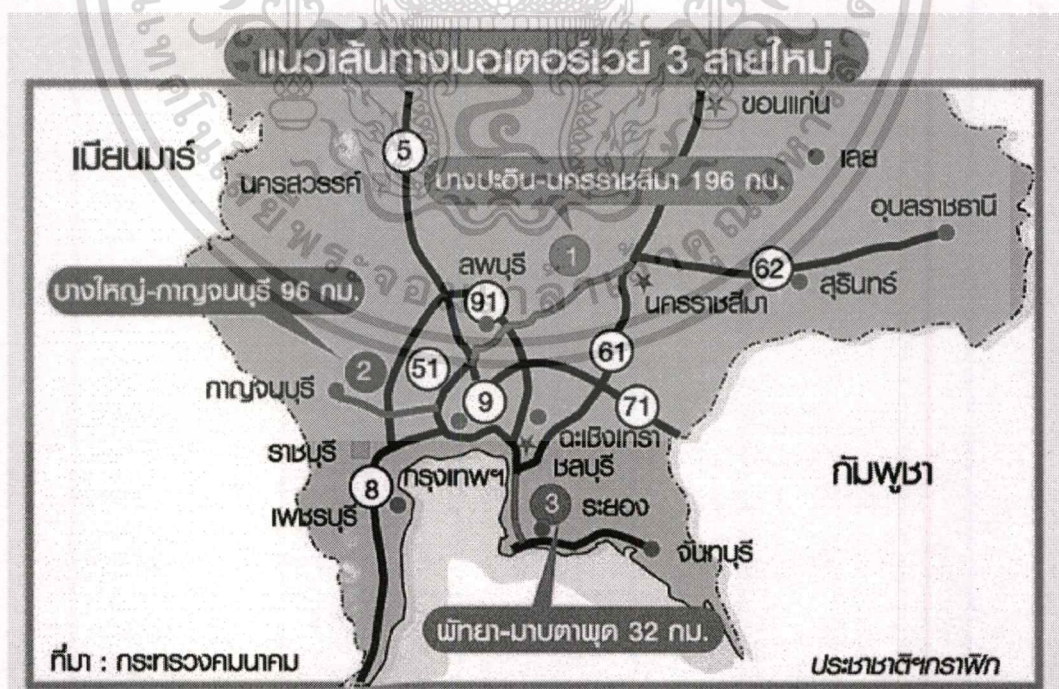 แนวเส้นทางมอเตอร์เวย์ 3 สายใหม่
ขอนแก่น
เมียนมาร์
5
เลย
นครสวรรค์
บางปะอิน-นครราชสีมา 196 กม.
อุบลราชธานี
1
ลพบุรี
62
บางใหญ่-กาญจนบุรี 96 กม.
91
นครราชสีมา
สุรินทร์
61
2
51
กาญจนบุรี
9
71
ฉะเชิงเทรา
ราชบุรี
ชลบุรี
กัมพูชา
8
กรุงเทพฯ
3
ระยอง
เพชรบุรี
จันทบุรี
พัทยา-มาบตาพุด 32 กม.
ที่มา : กระทรวงคมนาคม
ประชาชาติฯกราฟิก